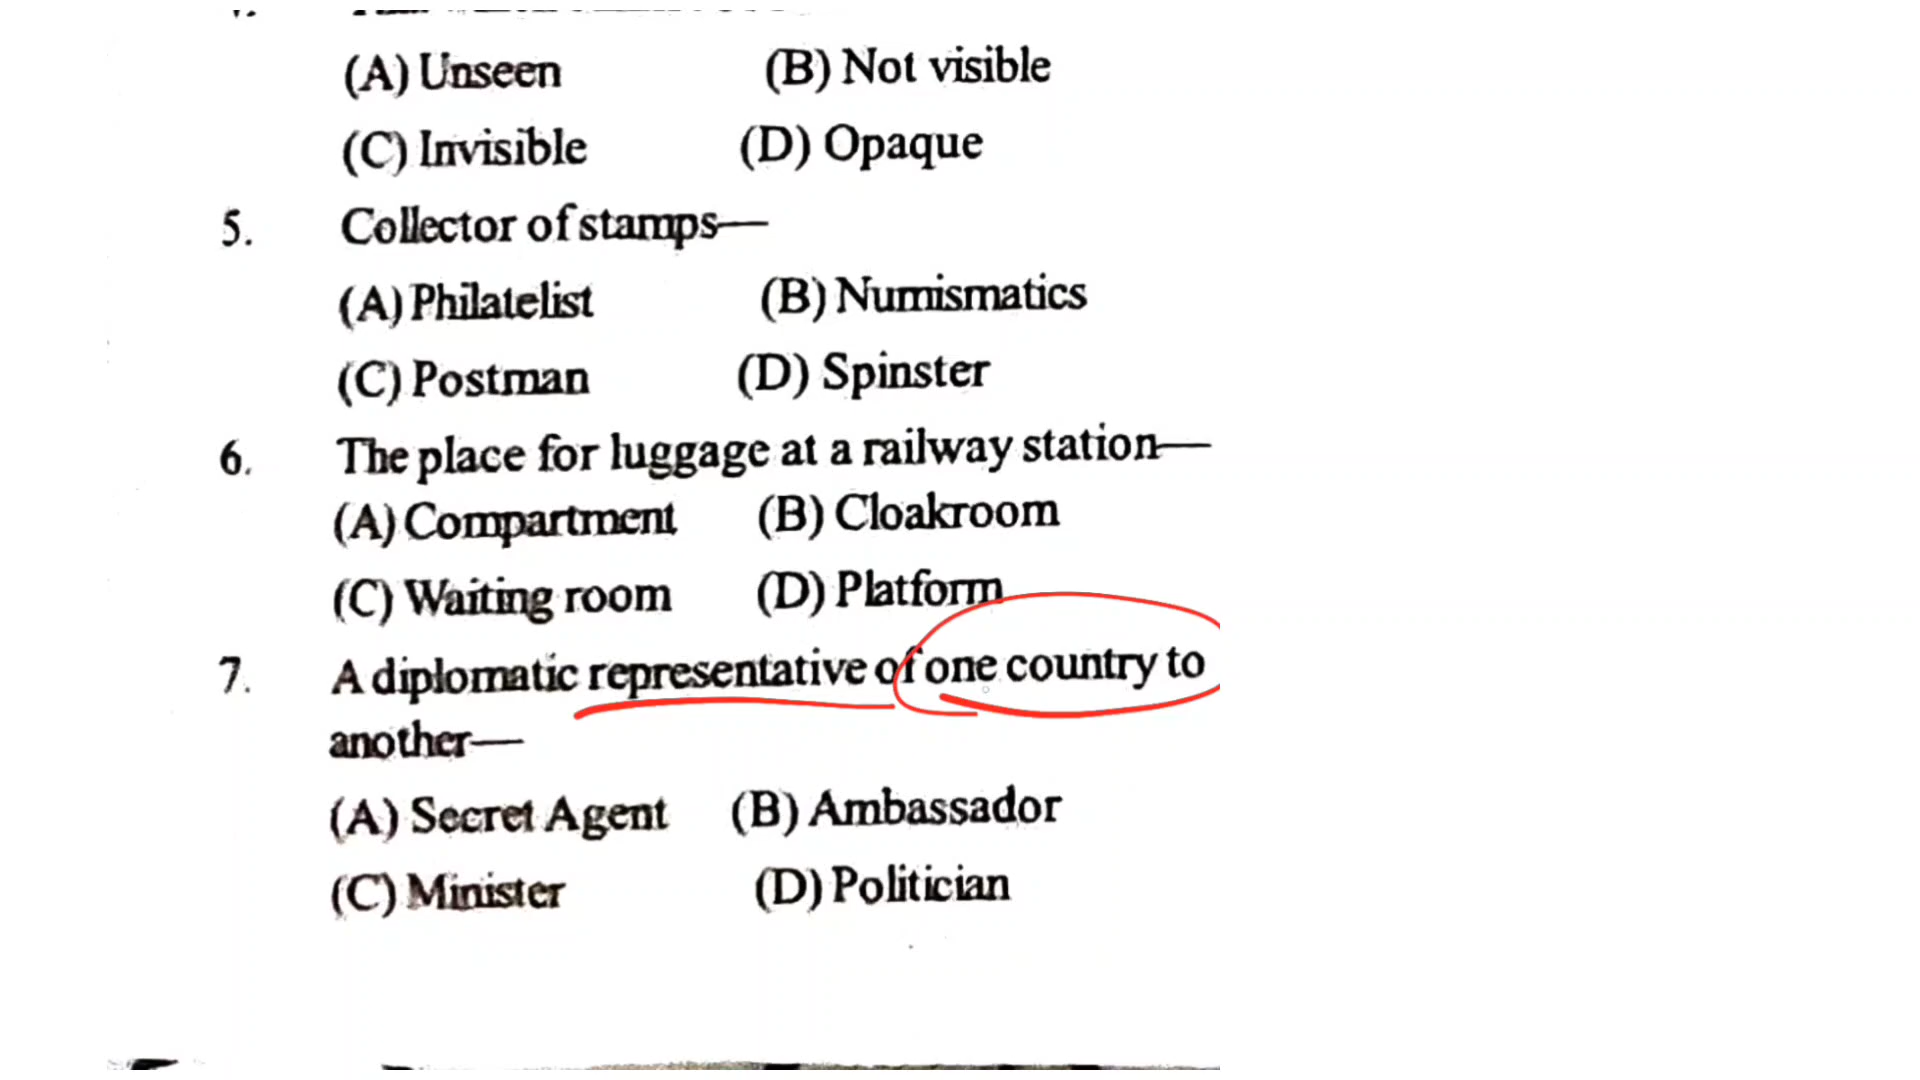 (A) Unseen (B) Not visible
(C) Invisible (D) Opaque
5. Collector of stamps—
(A) Philatelist (B) Numismatics
(C) Postman (D) Spinster
6. The place for luggage at a railway station—
(A) Compartment (B) Cloakroom
(C) Waiting room (D) Platform
7. A diplomatic representative of one country to
another—
(A) Secret Agent (B) Ambassador
(C) Minister (D) Politician